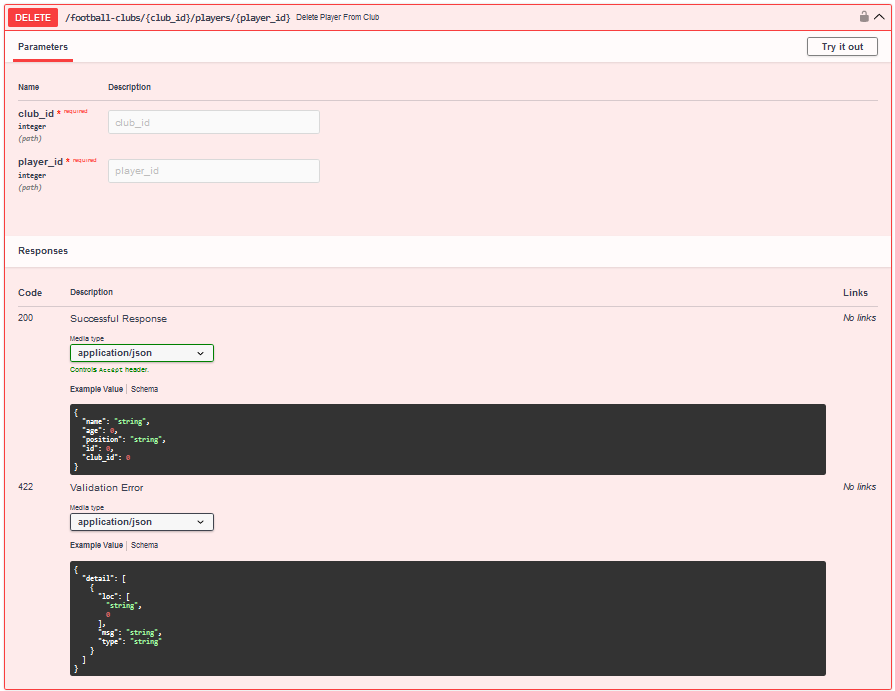 DELETE /football-clubs/{club_id}/players/{player_id} Delete Player From Club
Parameters
Try it out
Name Description
club_id * required
integer
(path)
club_id
player_id * required
integer
(path)
player_id
Responses
Code Description Links
200 Successful Response No links
Media type
application/json
Controls Accept header.
Example Value Schema
{
"name": "string",
"age": 0,
"position": "string",
"id": 0,
"club_id": 0
}
422 Validation Error No links
Media type
application/json
Example Value Schema
{
"detail": [
{
"loc": [
"string",
0
],
"msg": "string",
"type": "string"
}
]
}